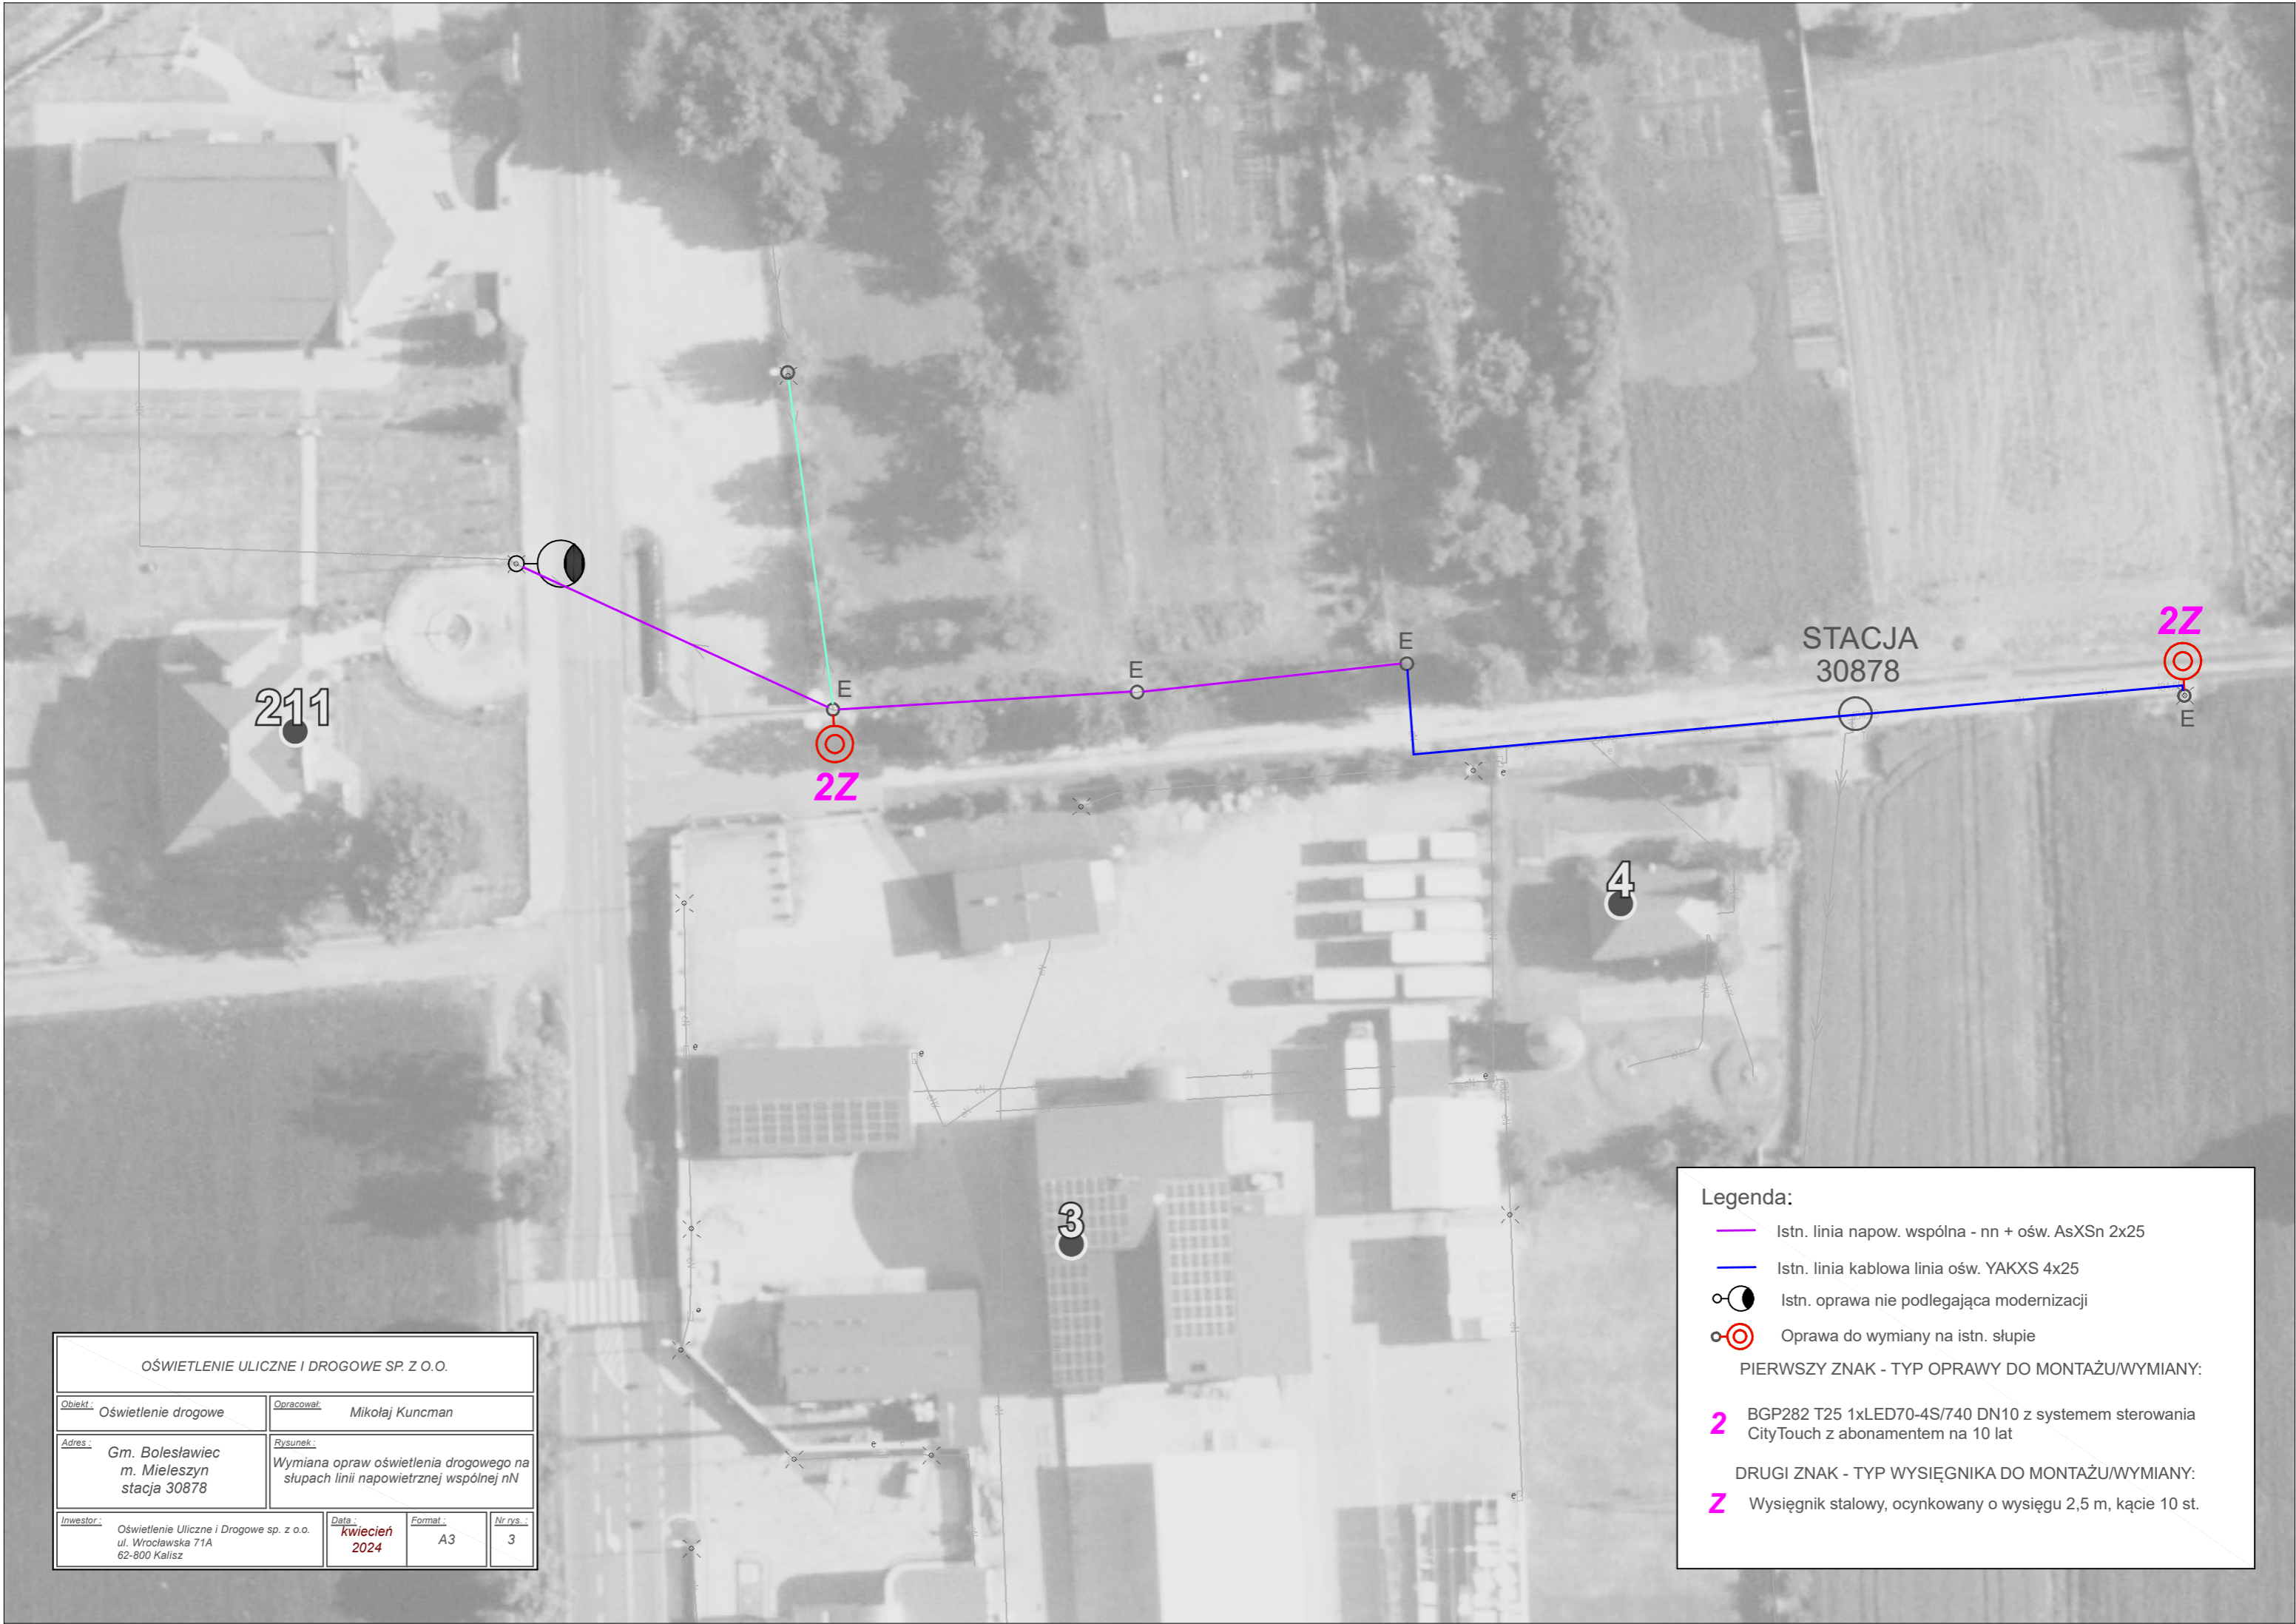 211
E
2Z
E
E
STACJA
30878
2Z
E
e
4
e
e
e
3
e
e
e
Legenda:
Istn. linia napow. wspólna - nn + ośw. AsXSn 2x25
Istn. linia kablowa linia ośw. YAKXS 4x25
Istn. oprawa nie podlegająca modernizacji
Oprawa do wymiany na istn. słupie
PIERWSZY ZNAK - TYP OPRAWY DO MONTAŻU/WYMIANY:
2 BGP282 T25 1xLED70-4S/740 DN10 z systemem sterowania
CityTouch z abonamentem na 10 lat
DRUGI ZNAK - TYP WYSIĘGNIKA DO MONTAŻU/WYMIANY:
Z Wysięgnik stalowy, ocynkowany o wysięgu 2,5 m, kącie 10 st.
OŚWIETLENIE ULICZNE I DROGOWE SP. Z O.O.
Obiekt : Oświetlenie drogowe
Opracował: Mikołaj Kuncman
Adres :
Gm. Bolesławiec
m. Mieleszyn
stacja 30878
Rysunek :
Wymiana opraw oświetlenia drogowego na
słupach linii napowietrznej wspólnej nN
Inwestor :
Oświetlenie Uliczne i Drogowe sp. z o.o.
ul. Wrocławska 71A
62-800 Kalisz
Data :
kwiecień
2024
Format :
A3
Nr rys. :
3